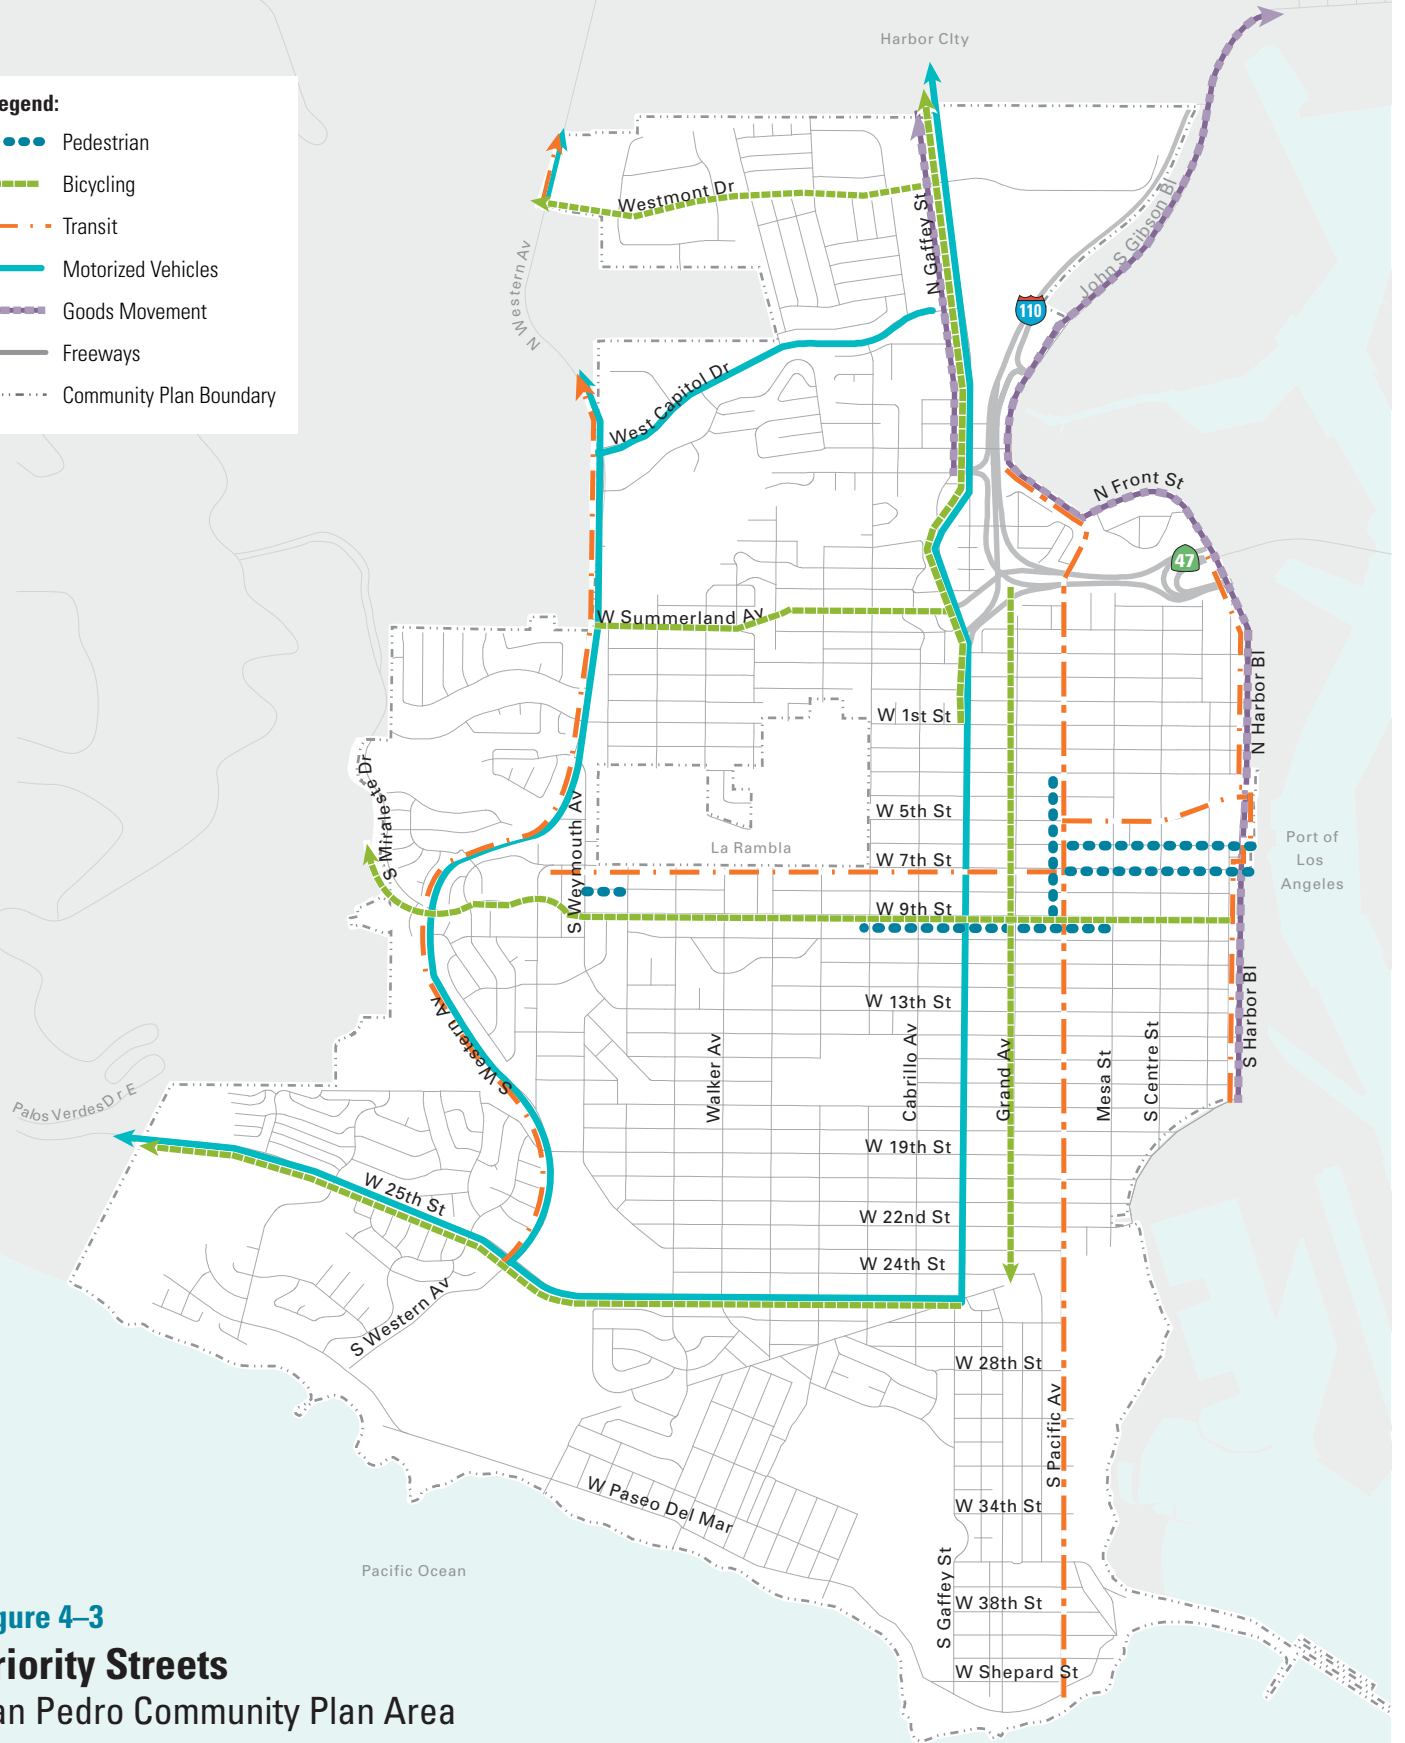 Harbor CIty
egend:
Pedestrian
Bicycling
Transit
Motorized Vehicles
Goods Movement
Freeways
Community Plan Boundary
Westmont Dr
N Gaffey St
John S Gibson Bl
N Western Av
110
West Capitol Dr
N Front St
47
W Summerland Av
N Harbor Bl
W 1st St
S Miraleste Dr
S Weymouth Av
W 5th St
La Rambla
W 7th St
Port of
Los
Angeles
W 9th St
S Western Av
W 13th St
S Harbor Bl
Walker Av
Cabrillo Av
Grand Av
Mesa St
S Centre St
Palos Verdes Dr E
W 19th St
W 25th St
W 22nd St
W 24th St
S Western Av
W 28th St
S Pacific Av
W Paseo Del Mar
W 34th St
Pacific Ocean
S Gaffey St
W 38th St
W Shepard St
gure 4–3
riority Streets
an Pedro Community Plan Area